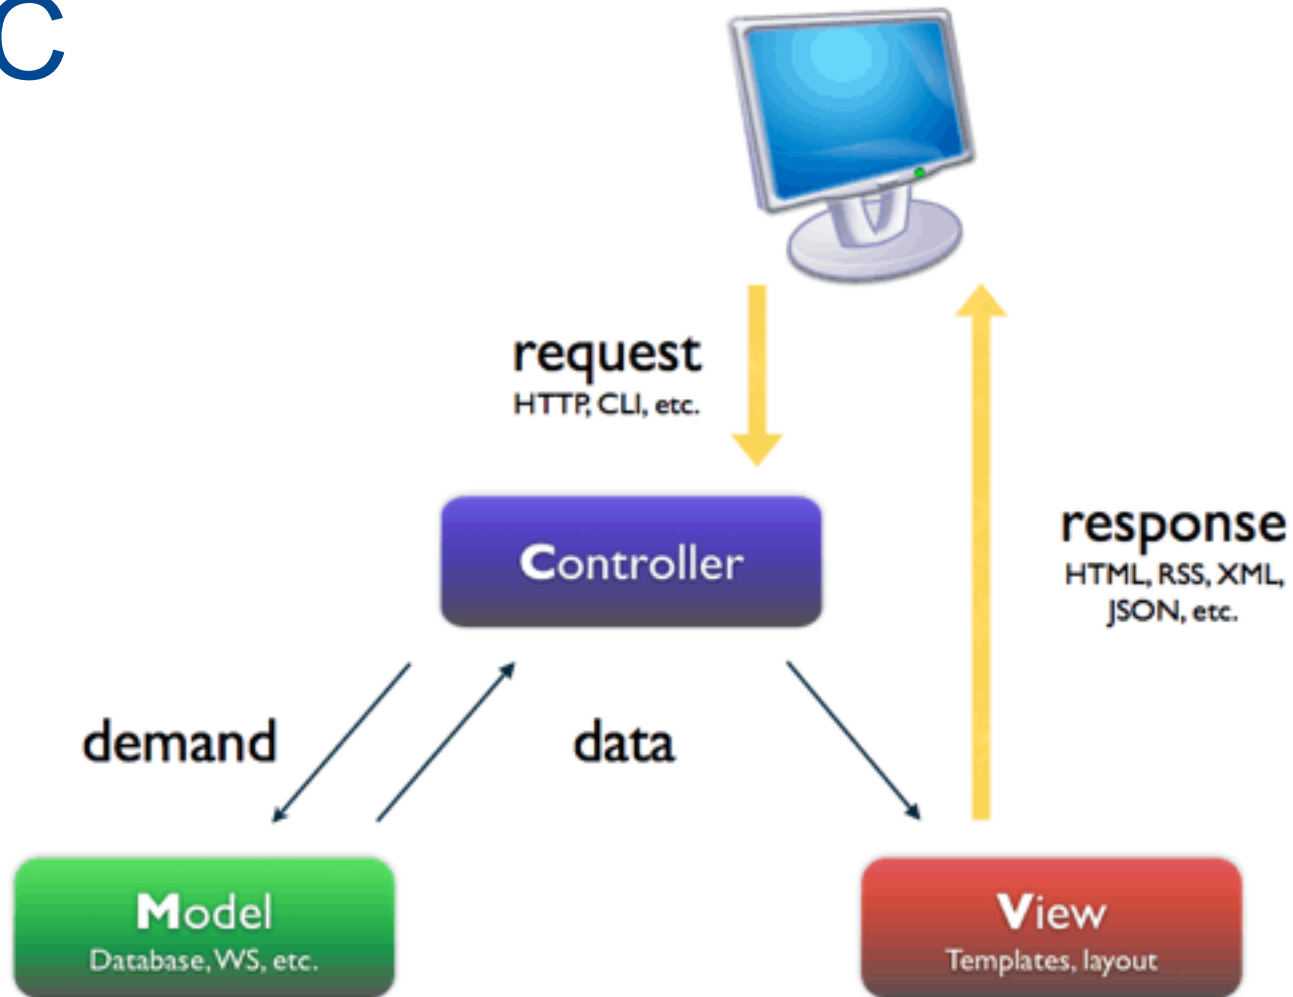 C
request
HTTP, CLI, etc.
Controller
response
HTML, RSS, XML,
JSON, etc.
demand
data
Model
Database, WS, etc.
View
Templates, layout